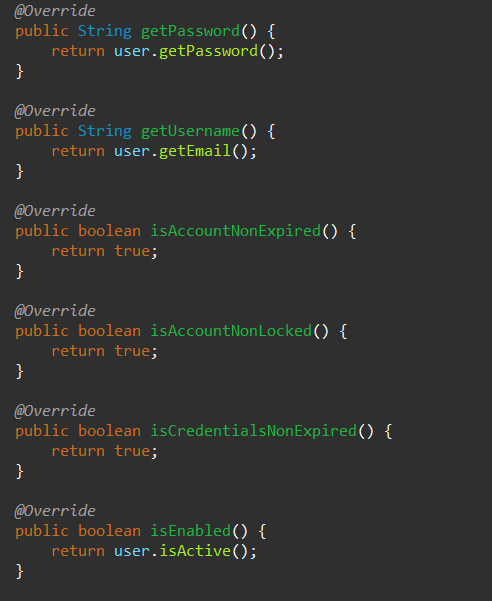 @Override
public String getPassword() {
    return user.getPassword();
}

@Override
public String getUsername() {
    return user.getEmail();
}

@Override
public boolean isAccountNonExpired() {
    return true;
}

@Override
public boolean isAccountNonLocked() {
    return true;
}

@Override
public boolean isCredentialsNonExpired() {
    return true;
}

@Override
public boolean isEnabled() {
    return user.isActive();
}